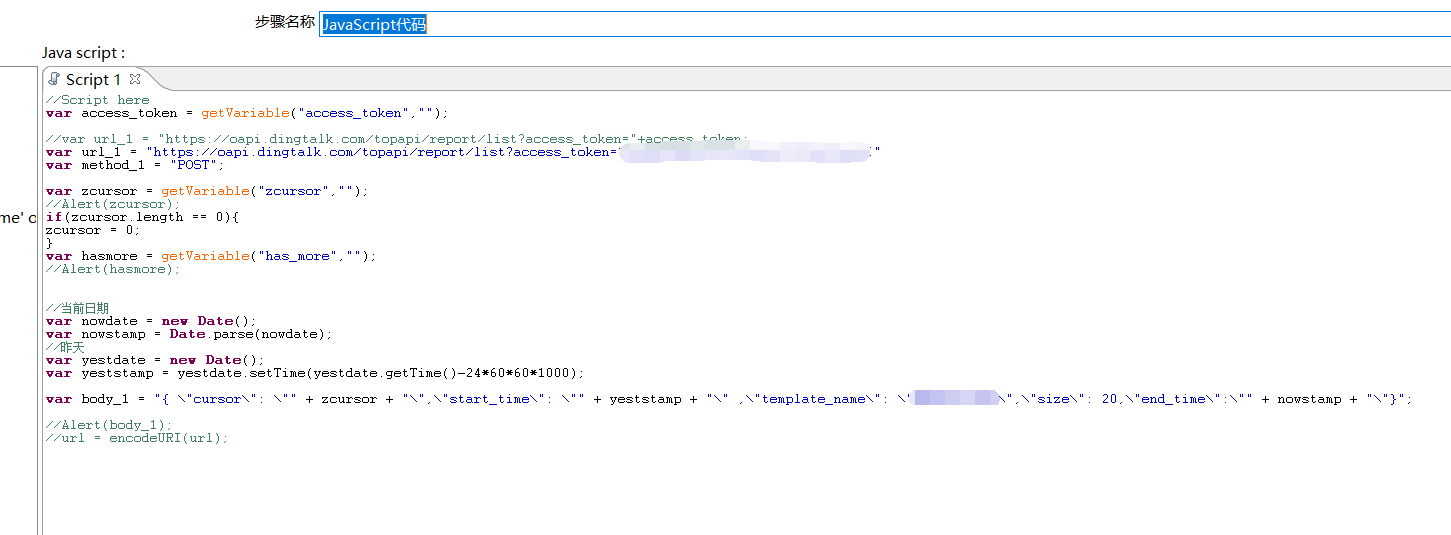 步骤名称 JavaScript代码
Java script :
Script 1
//Script here
var access_token = getVariable("access_token","");
//var url_1 = "https://oapi.dingtalk.com/topapi/report/list?access_token="+access_token;
var url_1 = "https://oapi.dingtalk.com/topapi/report/list?access_token= "
var method_1 = "POST";
var zcursor = getVariable("zcursor","");
//Alert(zcursor);
me' o
if(zcursor.length == 0){
zcursor = 0;
}
var hasmore = getVariable("has_more","");
//Alert(hasmore);
//当前日期
var nowdate = new Date();
var nowstamp = Date.parse(nowdate);
//昨天
var yestdate = new Date();
var yeststamp = yestdate.setTime(yestdate.getTime()-24*60*60*1000);
var body_1 = "{ \"cursor\": \"" + zcursor + "\",\"start_time\": \"" + yeststamp + "\" ,\"template_name\": \" \",\"size\": 20,\"end_time\":\"" + nowstamp + "\"}";
//Alert(body_1);
//url = encodeURI(url);